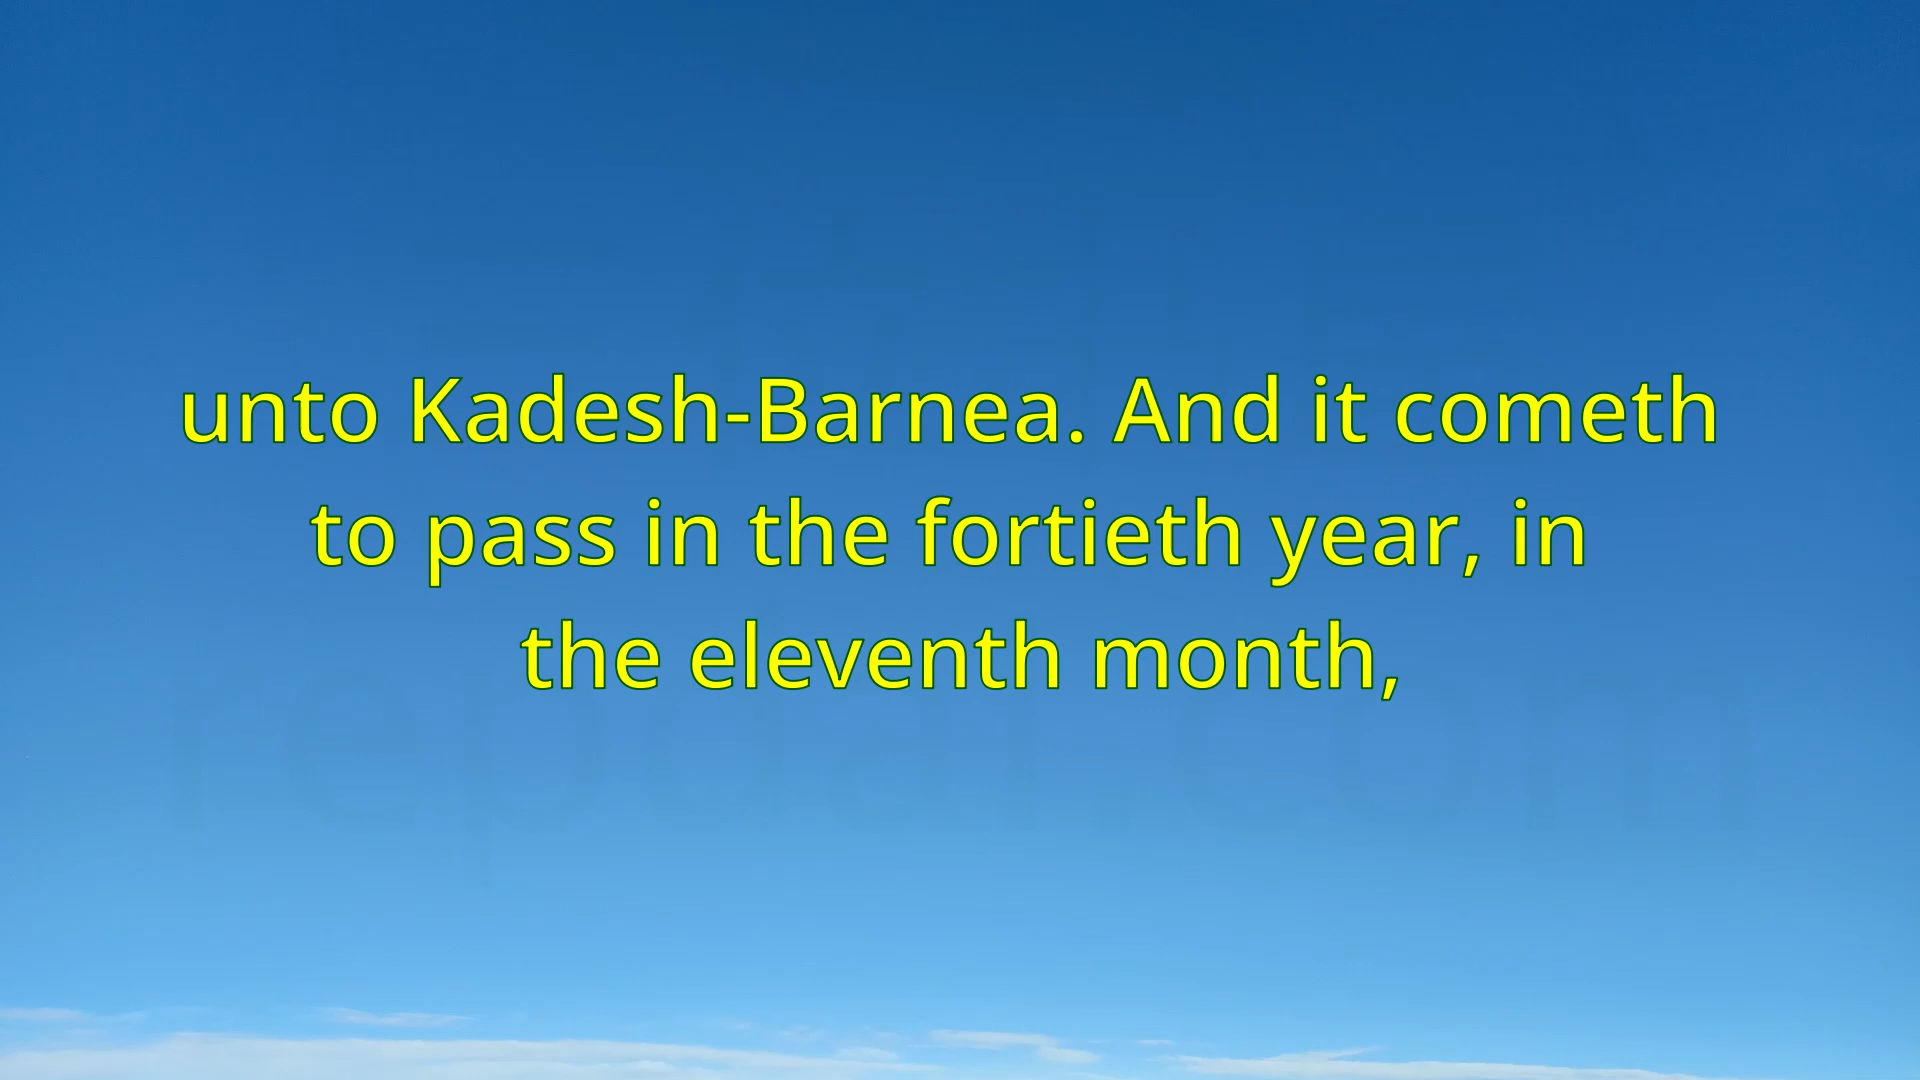 unto Kadesh-Barnea. And it cometh
to pass in the fortieth year, in
the eleventh month,